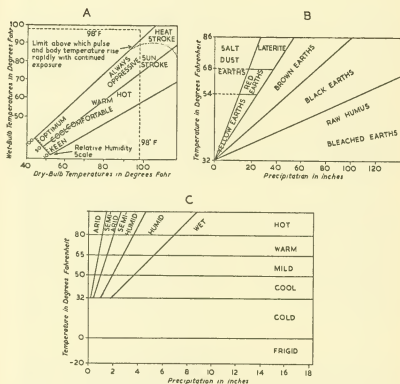 A
Wet-Bulb Temperatures in Degrees Fahr
100
90
80
70
60
50
98°F
Limit above which pulse
and body temperature rise
rapidly with continued
exposure
HEAT
STROKE
SUN
STROKE
ALWAYS
OPPRESSIVE
HOT
WARM
COMFORTABLE
COOL
OPTIMUM
KEEN
Relative Humidity
Scale
98°F
40
60
80
100
Dry-Bulb Temperatures in Degrees Fahr
B
Temperature in Degrees Fahrenheit
86
68
54
32
SALT
DUST
EARTHS
LATERITE
RED
EARTHS
YELLOW EARTHS
BROWN EARTHS
BLACK EARTHS
RAW HUMUS
BLEACHED EARTHS
0
20
40
60
80
100
120
Precipitation in Inches
C
Temperature in Degrees Fahrenheit
80
65
50
32
0
-20
ARID
SEMI-
ARID
SEMI-
HUMID
HUMID
WET
HOT
WARM
MILD
COOL
COLD
FRIGID
0
2
4
6
8
10
12
14
16
18
Precipitation in Inches